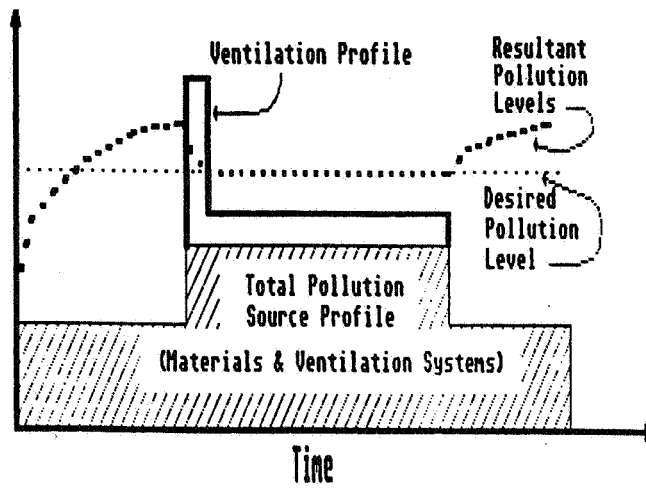 Ventilation Profile
Resultant
Pollution
Levels
Desired
Pollution
Level
Total Pollution
Source Profile
(Materials & Ventilation Systems)
Time